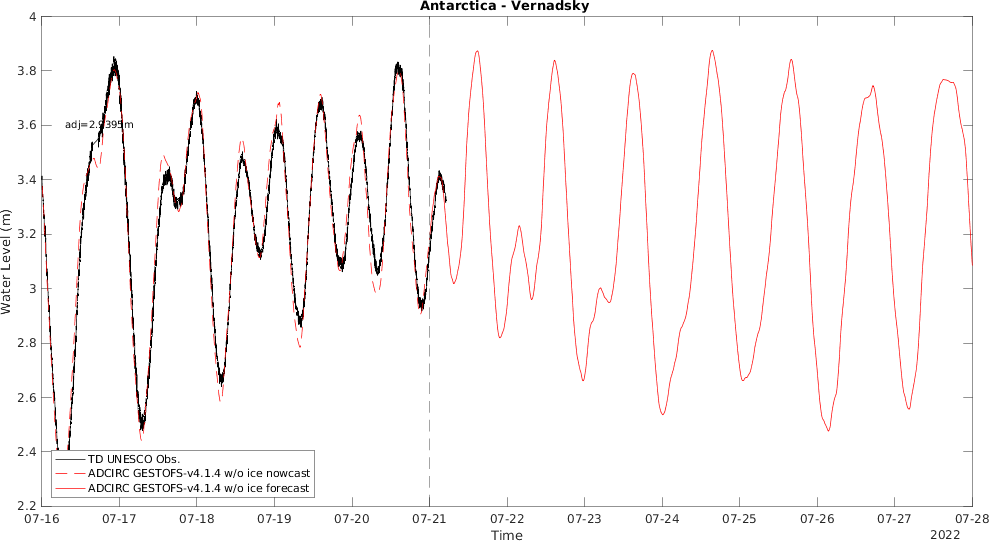 Antarctica - Vernadsky
4
3.8
3.6
3.4
3.2
3
2.8
2.6
2.4
2.2
Water Level (m)
adj=2.9395m
TD UNESCO Obs.
ADCIRC GESTOFS-v4.1.4 w/o ice nowcast
ADCIRC GESTOFS-v4.1.4 w/o ice forecast
07-16 07-17 07-18 07-19 07-20 07-21 07-22 07-23 07-24 07-25 07-26 07-27 07-28
Time
2022